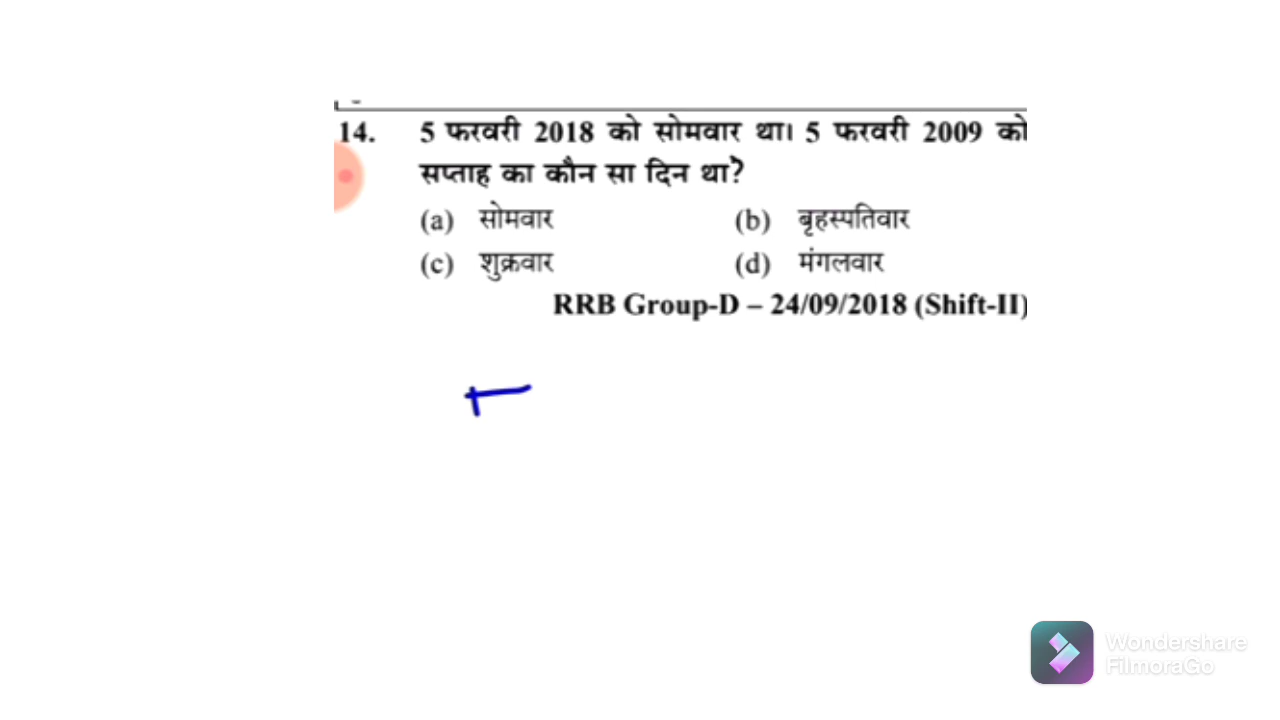 14. 5 फरवरी 2018 को सोमवार था। 5 फरवरी 2009 को
सप्ताह का कौन सा दिन था?
(a) सोमवार (b) बृहस्पतिवार
(c) शुक्रवार (d) मंगलवार
RRB Group-D – 24/09/2018 (Shift-II)
Wondershare
FilmoraGo